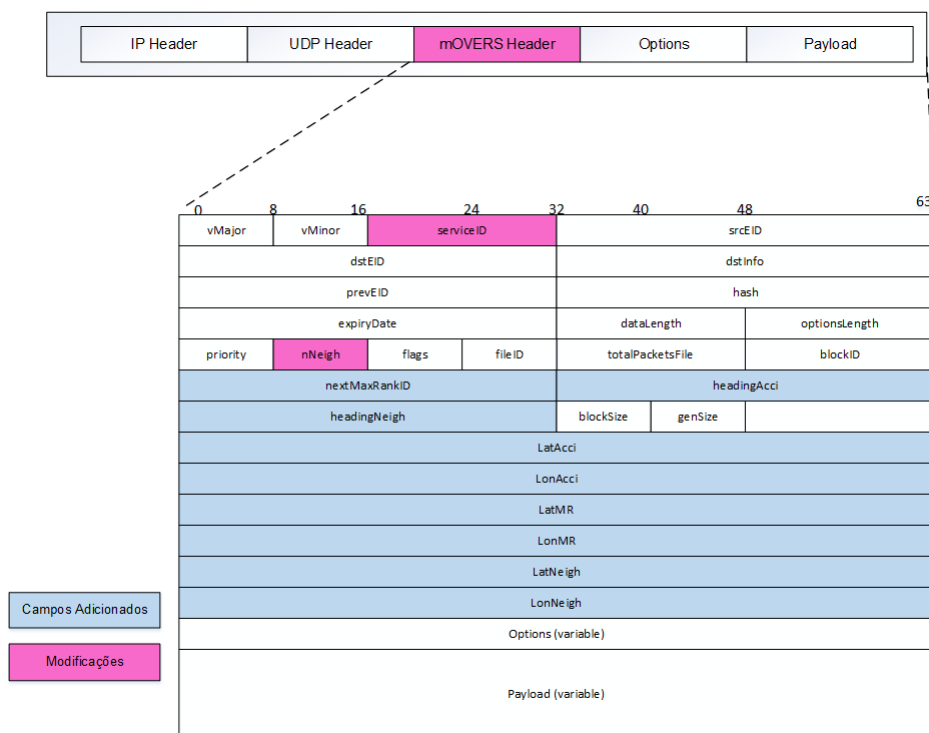 IP Header UDP Header mOVERS Header Options Payload
0 8 16 24 32 40 48 63
vMajor vMinor serviceID srcEID
dstEID dstInfo
prevEID hash
expiryDate dataLength optionsLength
priority nNeigh flags fileID totalPacketsFile blockID
nextMaxRankID headingAcci
headingNeigh blockSize genSize
LatAcci
LonAcci
LatMR
LonMR
LatNeigh
LonNeigh
Campos Adicionados
Options (variable)
Modificações
Payload (variable)